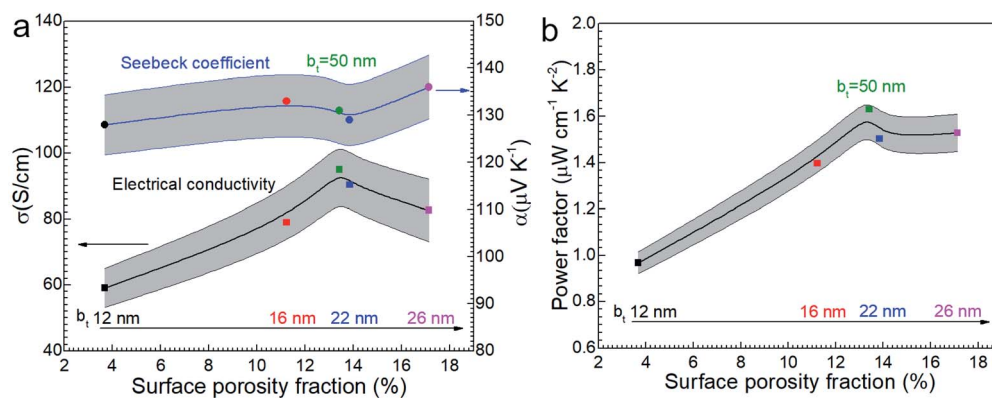 a
140
120
100
80
60
40
σ(S/cm)
150
140
130
120
110
100
90
80
α(μV K⁻¹)
Seebeck coefficient
bₜ=50 nm
Electrical conductivity
bₜ 12 nm
16 nm
22 nm
26 nm
2 4 6 8 10 12 14 16 18
Surface porosity fraction (%)
b
2.0
1.8
1.6
1.4
1.2
1.0
0.8
0.6
Power factor (μW cm⁻¹ K⁻²)
bₜ=50 nm
bₜ 12 nm
16 nm
22 nm
26 nm
2 4 6 8 10 12 14 16 18
Surface porosity fraction (%)